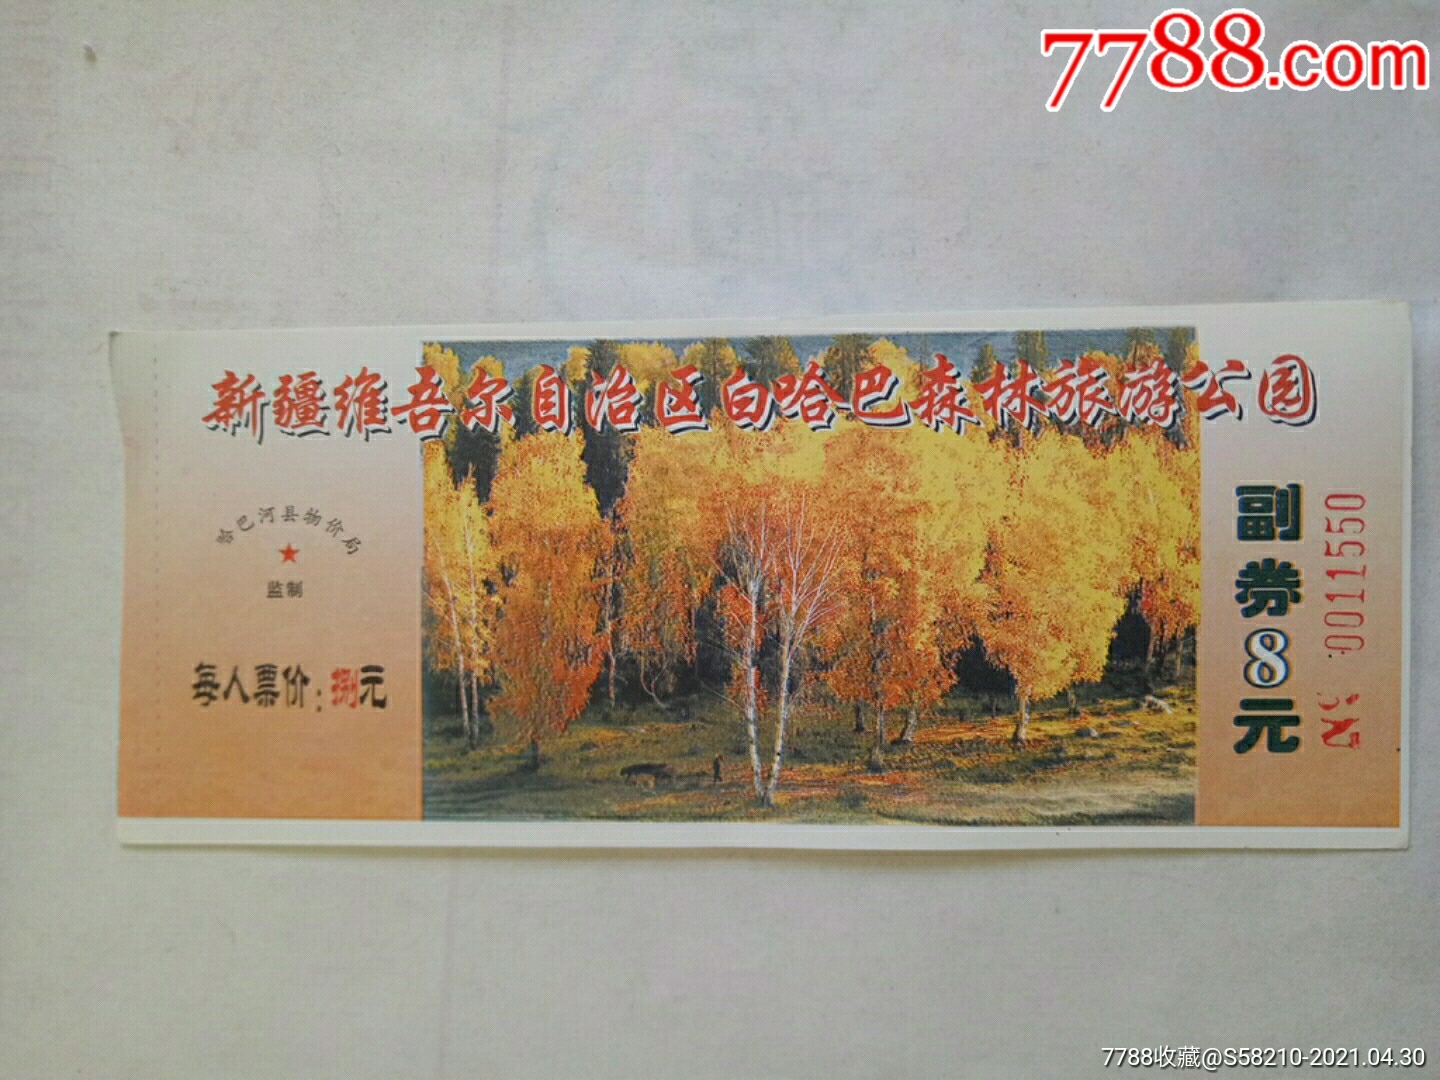 7788.com
新疆维吾尔自治区白哈巴森林旅游公园
哈巴河县物价局
监制
每人票价：捌元
副券8元
No 0011550
7788收藏@S58210-2021.04.30